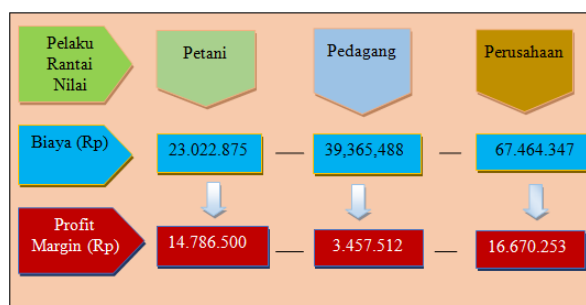 Pelaku
Rantai
Nilai
Petani
Pedagang
Perusahaan
Biaya (Rp)
23.022.875
39,365,488
67.464.347
Profit
Margin (Rp)
14.786.500
3.457.512
16.670.253